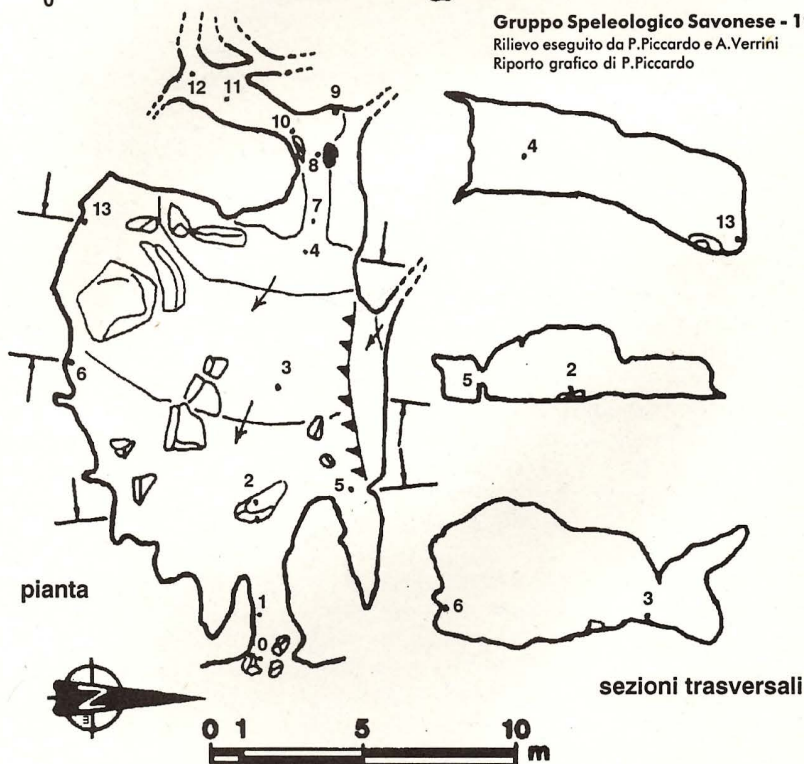 0
Gruppo Speleologico Savonese - 1
Rilievo eseguito da P.Piccardo e A.Verrini
Riporto grafico di P.Piccardo
12
11
9
10
8
4
13
7
13
4
6
3
5
2
2
5
1
6
3
pianta
0
sezioni trasversali
N
0 1 5 10
m